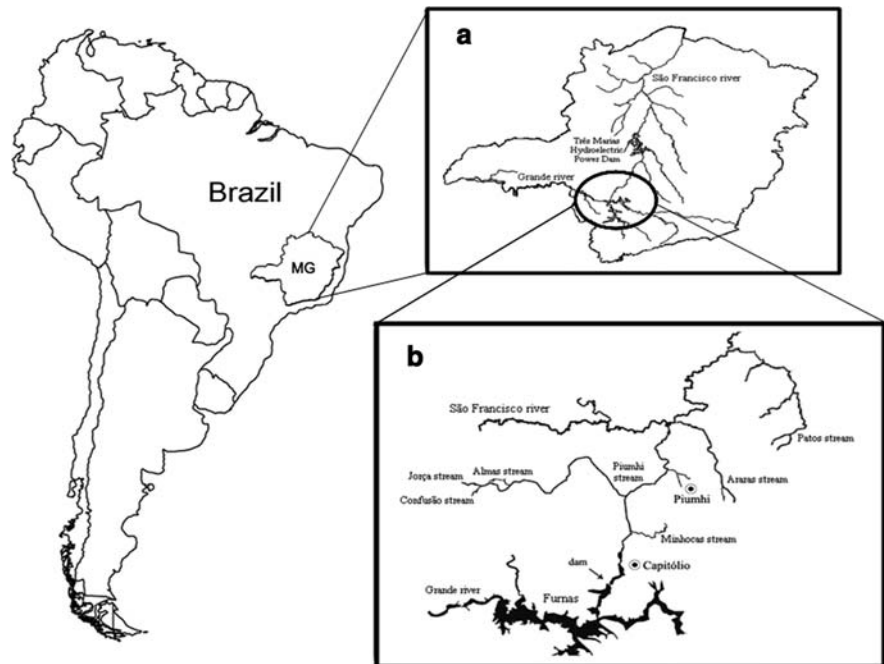 Brazil
MG
a
São Francisco river
Três Marias
Hydroelectric
Power Dam
Grande river
b
São Francisco river
Patos stream
Jorça stream
Almas stream
Confusão stream
Piumhi
stream
Araras stream
Piumhi
Minhocas stream
dam
Capitólio
Grande river
Furnas